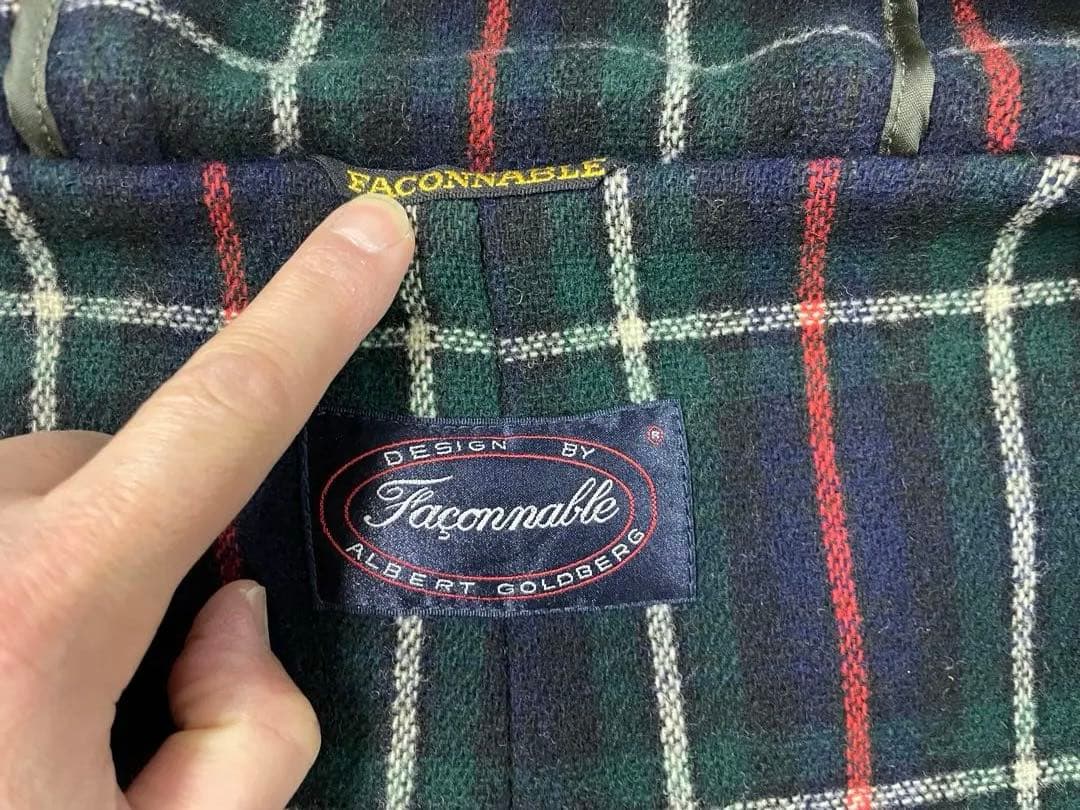 FAÇONNABLE
DESIGN BY
®
Façonnable
ALBERT GOLDBERG